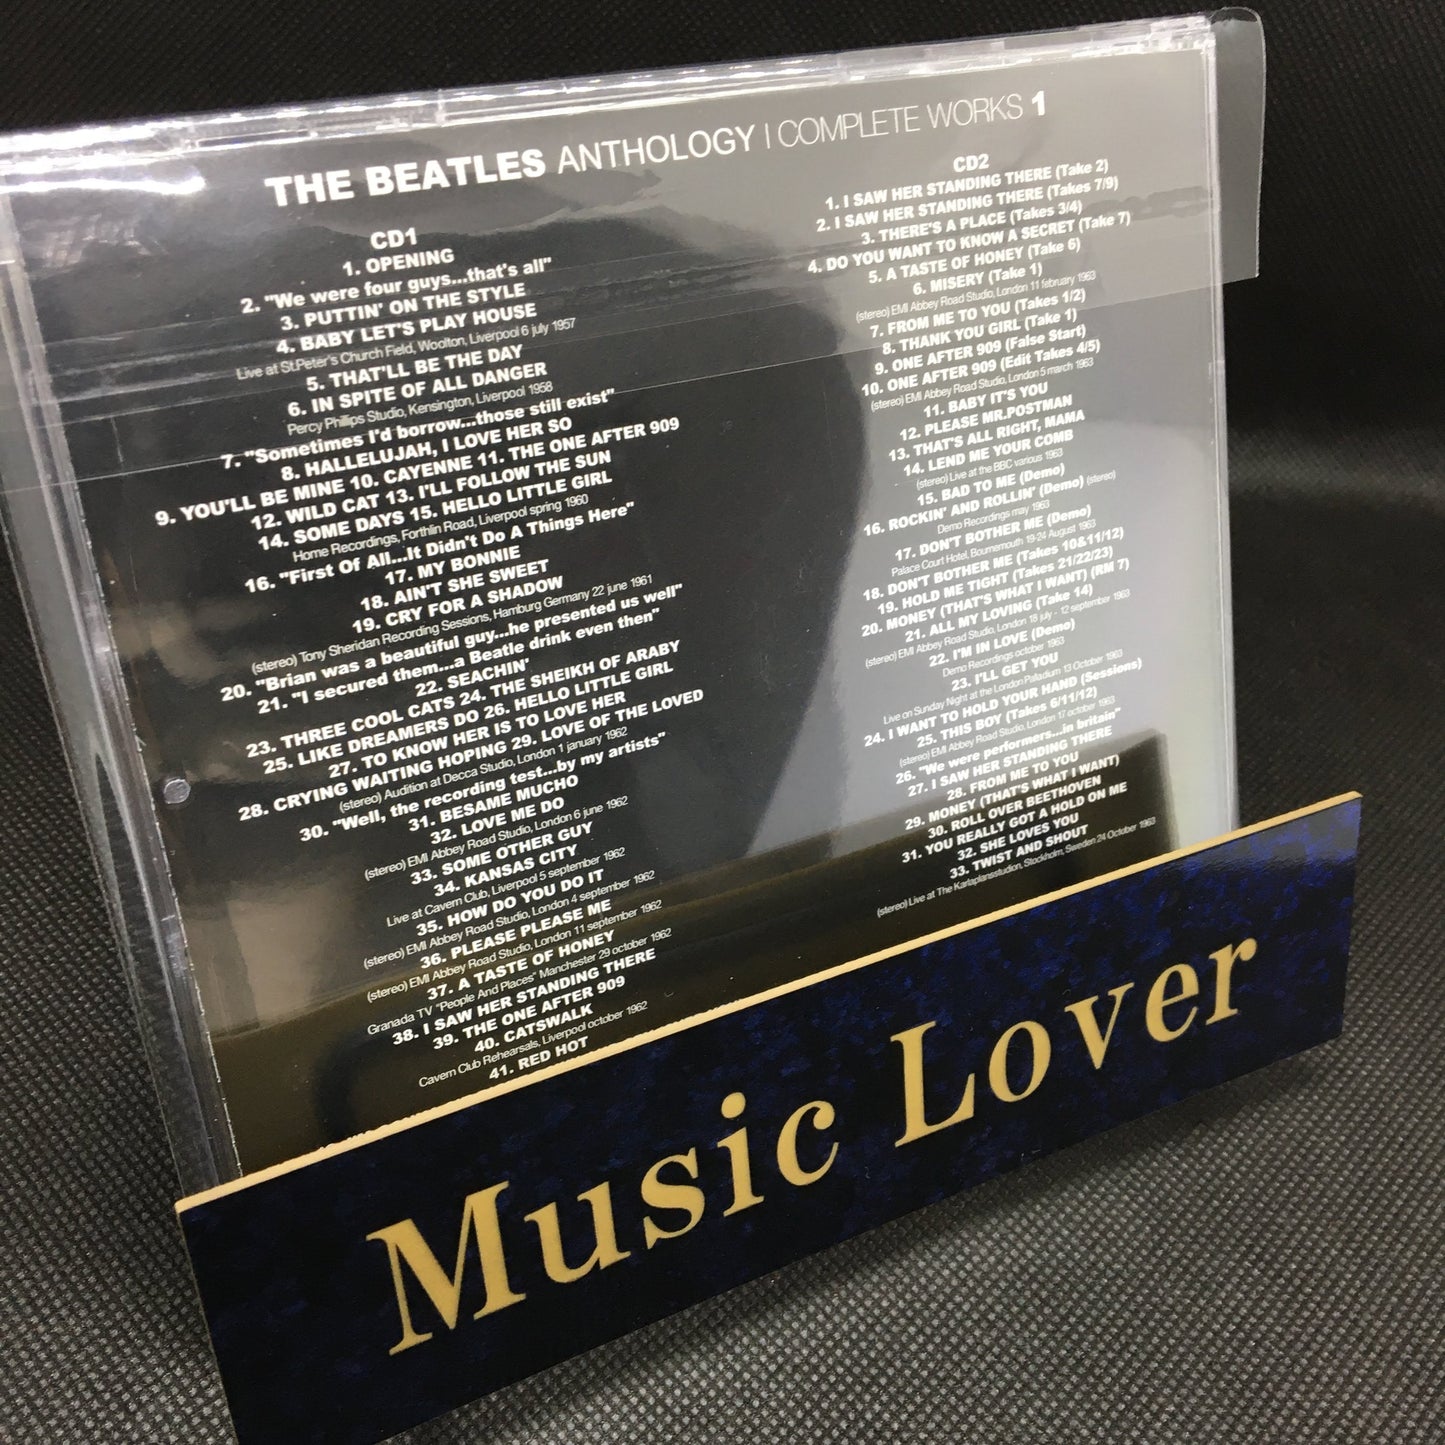 THE BEATLES ANTHOLOGY | COMPLETE WORKS 1
CD1
1. OPENING
2. "We were four guys...that's all"
3. PUTTIN' ON THE STYLE
4. BABY LET'S PLAY HOUSE
Live at St.Peter's Church Field, Woolton, Liverpool 6 july 1957
5. THAT'LL BE THE DAY
6. IN SPITE OF ALL DANGER
Percy Phillips Studio, Kensington, Liverpool 1958
7. "Sometimes I'd borrow...those still exist"
8. HALLELUJAH, I LOVE HER SO
9. YOU'LL BE MINE 10. CAYENNE 11. THE ONE AFTER 909
12. WILD CAT 13. I'LL FOLLOW THE SUN
14. SOME DAYS 15. HELLO LITTLE GIRL
Home Recordings, Forthlin Road, Liverpool spring 1960
16. "First Of All...It Didn't Do A Things Here"
17. MY BONNIE
18. AIN'T SHE SWEET
19. CRY FOR A SHADOW
(stereo) Tony Sheridan Recording Sessions, Hamburg Germany 22 june 1961
20. "Brian was a beautiful guy...he presented us well"
21. "I secured them...a Beatle drink even then"
22. SEACHIN'
23. THREE COOL CATS 24. THE SHEIKH OF ARABY
25. LIKE DREAMERS DO 26. HELLO LITTLE GIRL
27. TO KNOW HER IS TO LOVE HER
28. CRYING WAITING HOPING 29. LOVE OF THE LOVED
(stereo) Audition at Decca Studio, London 1 january 1962
30. "Well, the recording test...by my artists"
31. BESAME MUCHO
32. LOVE ME DO
(stereo) EMI Abbey Road Studio, London 6 june 1962
33. SOME OTHER GUY
34. KANSAS CITY
Live at Cavern Club, Liverpool 5 september 1962
35. HOW DO YOU DO IT
(stereo) EMI Abbey Road Studio, London 4 september 1962
36. PLEASE PLEASE ME
(stereo) EMI Abbey Road Studio, London 11 september 1962
37. A TASTE OF HONEY
Granada TV "People And Places" Manchester 29 october 1962
38. I SAW HER STANDING THERE
39. THE ONE AFTER 909
40. CATSWALK
Cavern Club Rehearsals, Liverpool october 1962
41. RED HOT
CD2
1. I SAW HER STANDING THERE (Take 2)
2. I SAW HER STANDING THERE (Takes 7/9)
3. THERE'S A PLACE (Takes 3/4)
4. DO YOU WANT TO KNOW A SECRET (Take 7)
5. A TASTE OF HONEY (Take 6)
6. MISERY (Take 1)
(stereo) EMI Abbey Road Studio, London 11 february 1963
7. FROM ME TO YOU (Takes 1/2)
8. THANK YOU GIRL (Take 1)
9. ONE AFTER 909 (False Start)
10. ONE AFTER 909 (Edit Takes 4/5)
(stereo) EMI Abbey Road Studio, London 5 march 1963
11. BABY IT'S YOU
12. PLEASE MR.POSTMAN
13. THAT'S ALL RIGHT, MAMA
14. LEND ME YOUR COMB
(stereo) Live at the BBC various 1963
15. BAD TO ME (Demo)
16. ROCKIN' AND ROLLIN' (Demo) (stereo)
Demo Recordings may 1963
17. DON'T BOTHER ME (Demo)
Palace Court Hotel, Bournemouth 19-24 August 1963
18. DON'T BOTHER ME (Takes 10&11/12)
19. HOLD ME TIGHT (Takes 21/22/23)
20. MONEY (THAT'S WHAT I WANT) (RM 7)
21. ALL MY LOVING (Take 14)
(stereo) EMI Abbey Road Studio, London 18 july - 12 september 1963
22. I'M IN LOVE (Demo)
Demo Recordings october 1963
23. I'LL GET YOU
Live on Sunday Night at the London Palladium 13 October 1963
24. I WANT TO HOLD YOUR HAND (Sessions)
25. THIS BOY (Takes 6/11/12)
(stereo) EMI Abbey Road Studio, London 17 october 1963
26. "We were performers...in britain"
27. I SAW HER STANDING THERE
28. FROM ME TO YOU
29. MONEY (THAT'S WHAT I WANT)
30. ROLL OVER BEETHOVEN
31. YOU REALLY GOT A HOLD ON ME
32. SHE LOVES YOU
33. TWIST AND SHOUT
(stereo) Live at The Karlaplansstudion, Stockholm, Sweden 24 October 1963
Music Lover